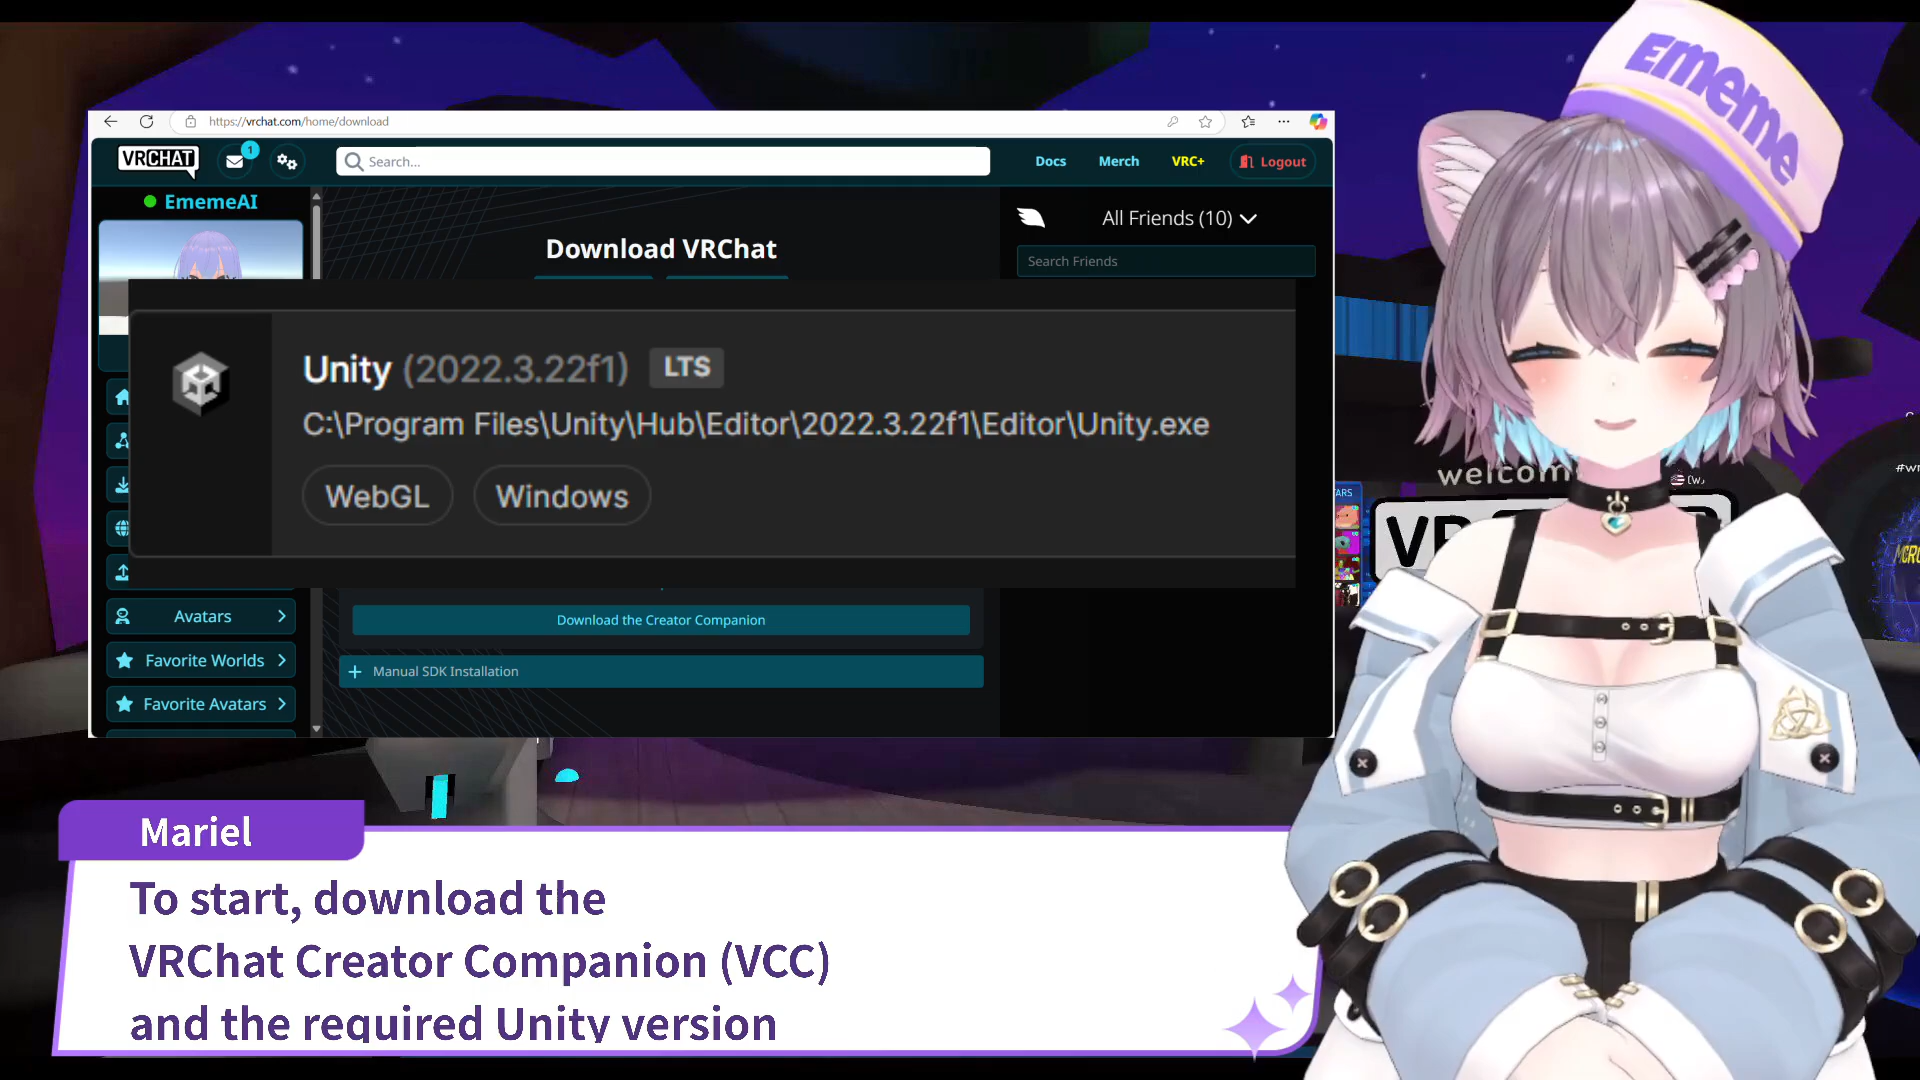 https://vrchat.com/home/download
VRCHAT
1
Search...
Docs
Merch
VRC+
Logout
EmemeAI
Download VRChat
All Friends (10)
Search Friends
Unity (2022.3.22f1) LTS
C:\Program Files\Unity\Hub\Editor\2022.3.22f1\Editor\Unity.exe
WebGL
Windows
Avatars
Favorite Worlds
Favorite Avatars
Download the Creator Companion
Manual SDK Installation
Ememe
Mariel
To start, download the
VRChat Creator Companion (VCC)
and the required Unity version